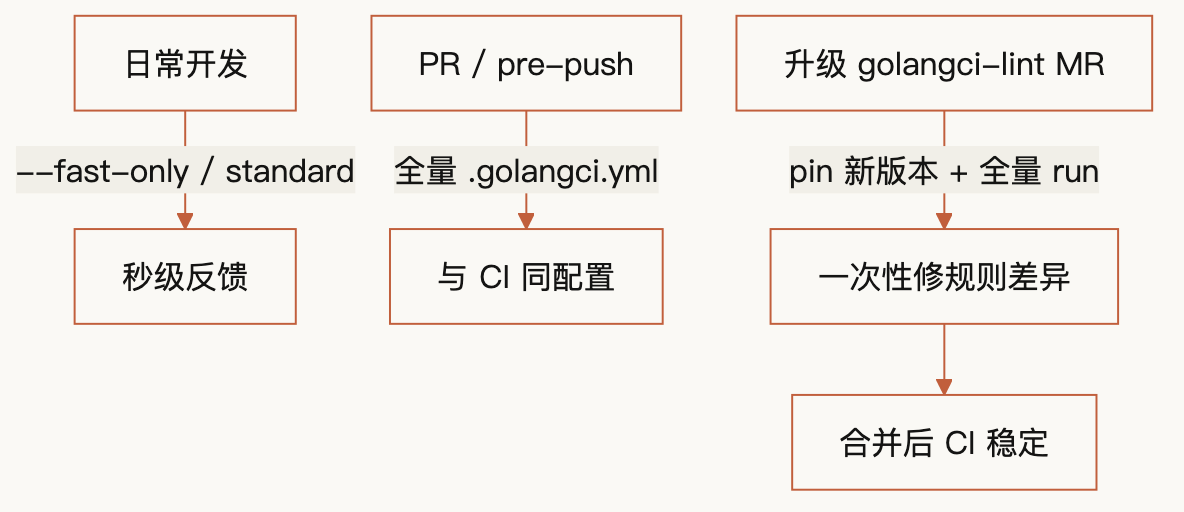 日常开发
PR / pre-push
升级 golangci-lint MR
--fast-only / standard
全量 .golangci.yml
pin 新版本 + 全量 run
秒级反馈
与 CI 同配置
一次性修规则差异
合并后 CI 稳定